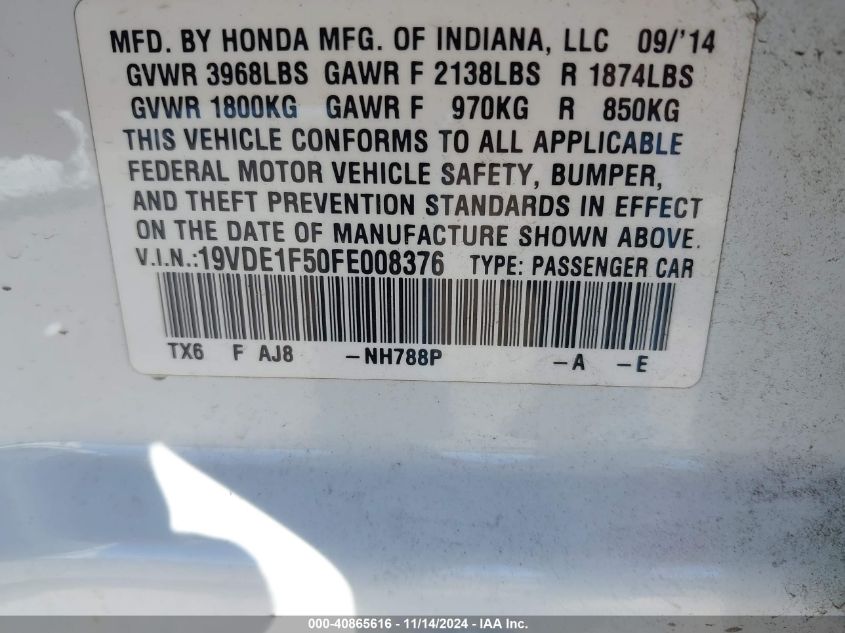 MFD. BY HONDA MFG. OF INDIANA, LLC 09/'14
GVWR 3968LBS GAWR F 2138LBS R 1874LBS
GVWR 1800KG GAWR F 970KG R 850KG
THIS VEHICLE CONFORMS TO ALL APPLICABLE
FEDERAL MOTOR VEHICLE SAFETY, BUMPER,
AND THEFT PREVENTION STANDARDS IN EFFECT
ON THE DATE OF MANUFACTURE SHOWN ABOVE.
V.I.N.:19VDE1F50FE008376 TYPE: PASSENGER CAR
TX6 F AJ8 -NH788P -A -E
000-40865616 - 11/14/2024 - IAA Inc.